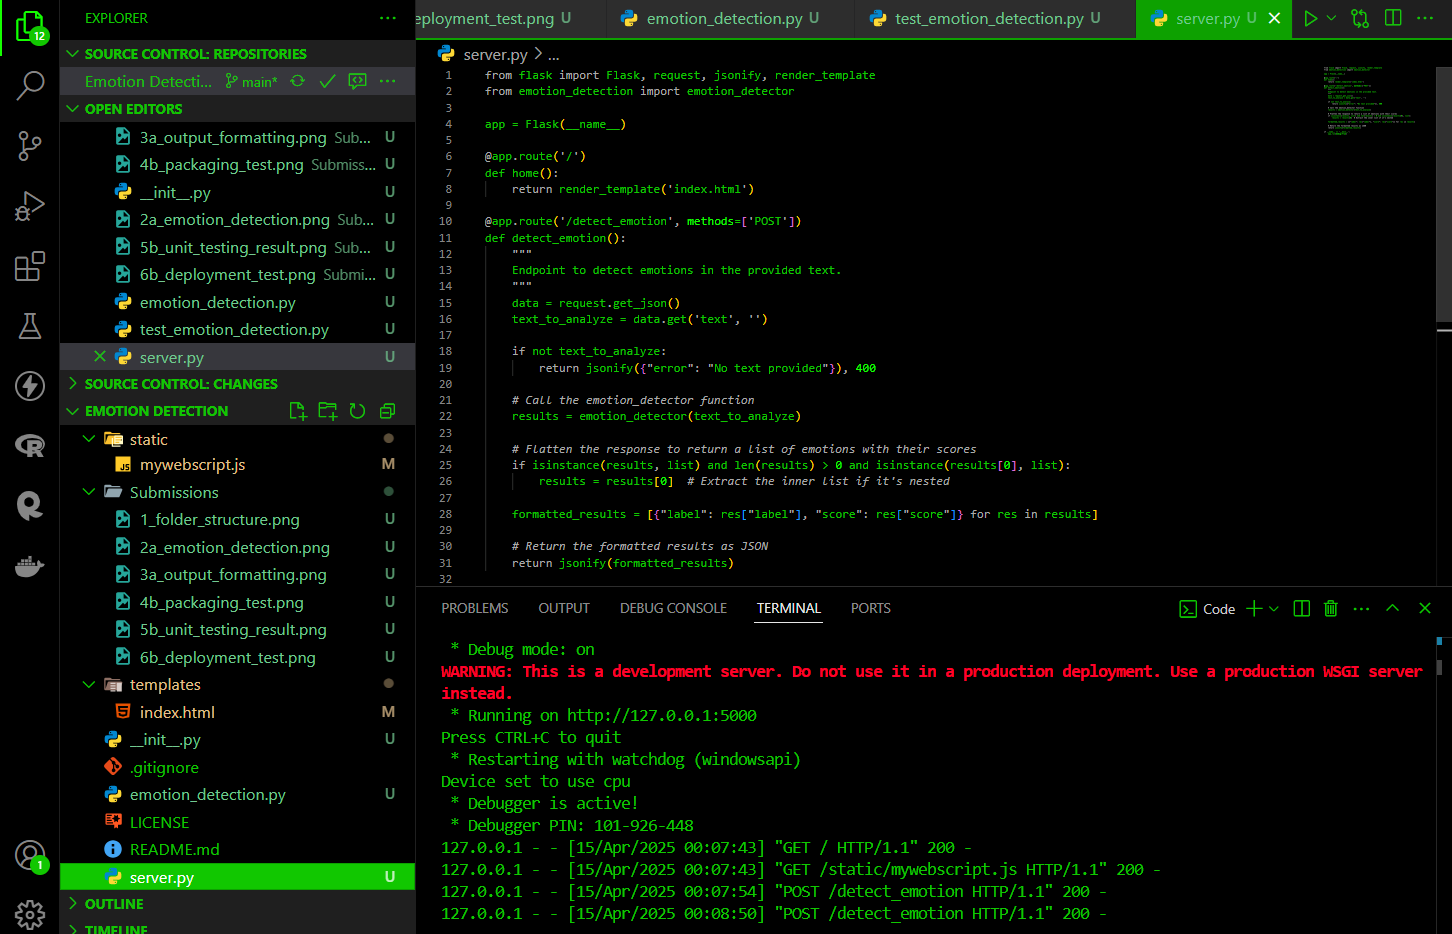 EXPLORER
SOURCE CONTROL: REPOSITORIES
Emotion Detecti... main*
OPEN EDITORS
3a_output_formatting.png Sub... U
4b_packaging_test.png Submiss... U
__init__.py U
2a_emotion_detection.png Sub... U
5b_unit_testing_result.png Sub... U
6b_deployment_test.png Submi... U
emotion_detection.py U
test_emotion_detection.py U
server.py U
SOURCE CONTROL: CHANGES
EMOTION DETECTION
static
JS mywebscript.js M
Submissions
1_folder_structure.png U
2a_emotion_detection.png U
3a_output_formatting.png U
4b_packaging_test.png U
5b_unit_testing_result.png U
6b_deployment_test.png U
templates
index.html M
__init__.py U
.gitignore
emotion_detection.py U
LICENSE
README.md
server.py U
OUTLINE
TIMELINE
12
1
eployment_test.png U emotion_detection.py U test_emotion_detection.py U server.py U
server.py > ...
1 from flask import Flask, request, jsonify, render_template
2 from emotion_detection import emotion_detector
3
4 app = Flask(__name__)
5
6 @app.route('/')
7 def home():
8 return render_template('index.html')
9
10 @app.route('/detect_emotion', methods=['POST'])
11 def detect_emotion():
12 """
13 Endpoint to detect emotions in the provided text.
14 """
15 data = request.get_json()
16 text_to_analyze = data.get('text', '')
17
18 if not text_to_analyze:
19 return jsonify({"error": "No text provided"}), 400
20
21 # Call the emotion_detector function
22 results = emotion_detector(text_to_analyze)
23
24 # Flatten the response to return a list of emotions with their scores
25 if isinstance(results, list) and len(results) > 0 and isinstance(results[0], list):
26 results = results[0] # Extract the inner list if it's nested
27
28 formatted_results = [{"label": res["label"], "score": res["score"]} for res in results]
29
30 # Return the formatted results as JSON
31 return jsonify(formatted_results)
32
PROBLEMS OUTPUT DEBUG CONSOLE TERMINAL PORTS Code
* Debug mode: on
WARNING: This is a development server. Do not use it in a production deployment. Use a production WSGI server
instead.
* Running on http://127.0.0.1:5000
Press CTRL+C to quit
* Restarting with watchdog (windowsapi)
Device set to use cpu
* Debugger is active!
* Debugger PIN: 101-926-448
127.0.0.1 - - [15/Apr/2025 00:07:43] "GET / HTTP/1.1" 200 -
127.0.0.1 - - [15/Apr/2025 00:07:43] "GET /static/mywebscript.js HTTP/1.1" 200 -
127.0.0.1 - - [15/Apr/2025 00:07:54] "POST /detect_emotion HTTP/1.1" 200 -
127.0.0.1 - - [15/Apr/2025 00:08:50] "POST /detect_emotion HTTP/1.1" 200 -